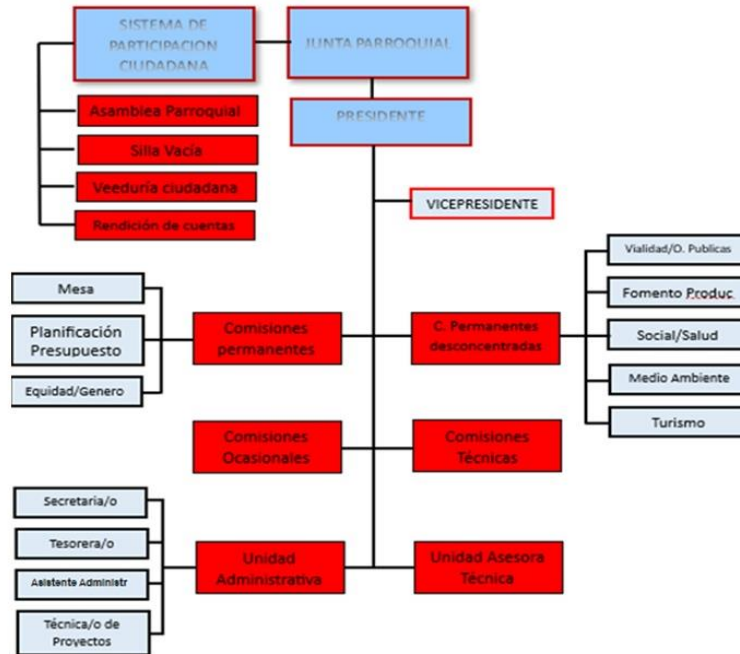 SISTEMA DE
PARTICIPACION
CIUDADANA
JUNTA PARROQUIAL
Asamblea Parroquial
PRESIDENTE
Silla Vacía
Veeduría ciudadana
VICEPRESIDENTE
Rendición de cuentas
Vialidad/O. Publicas
Mesa
Fomento Produc
Planificación
Presupuesto
Comisiones
permanentes
C. Permanentes
desconcentradas
Social/Salud
Equidad/Genero
Medio Ambiente
Turismo
Comisiones
Ocasionales
Comisiones
Técnicas
Secretaria/o
Tesorera/o
Unidad
Administrativa
Unidad Asesora
Técnica
Asistente Administr
Técnica/o de
Proyectos